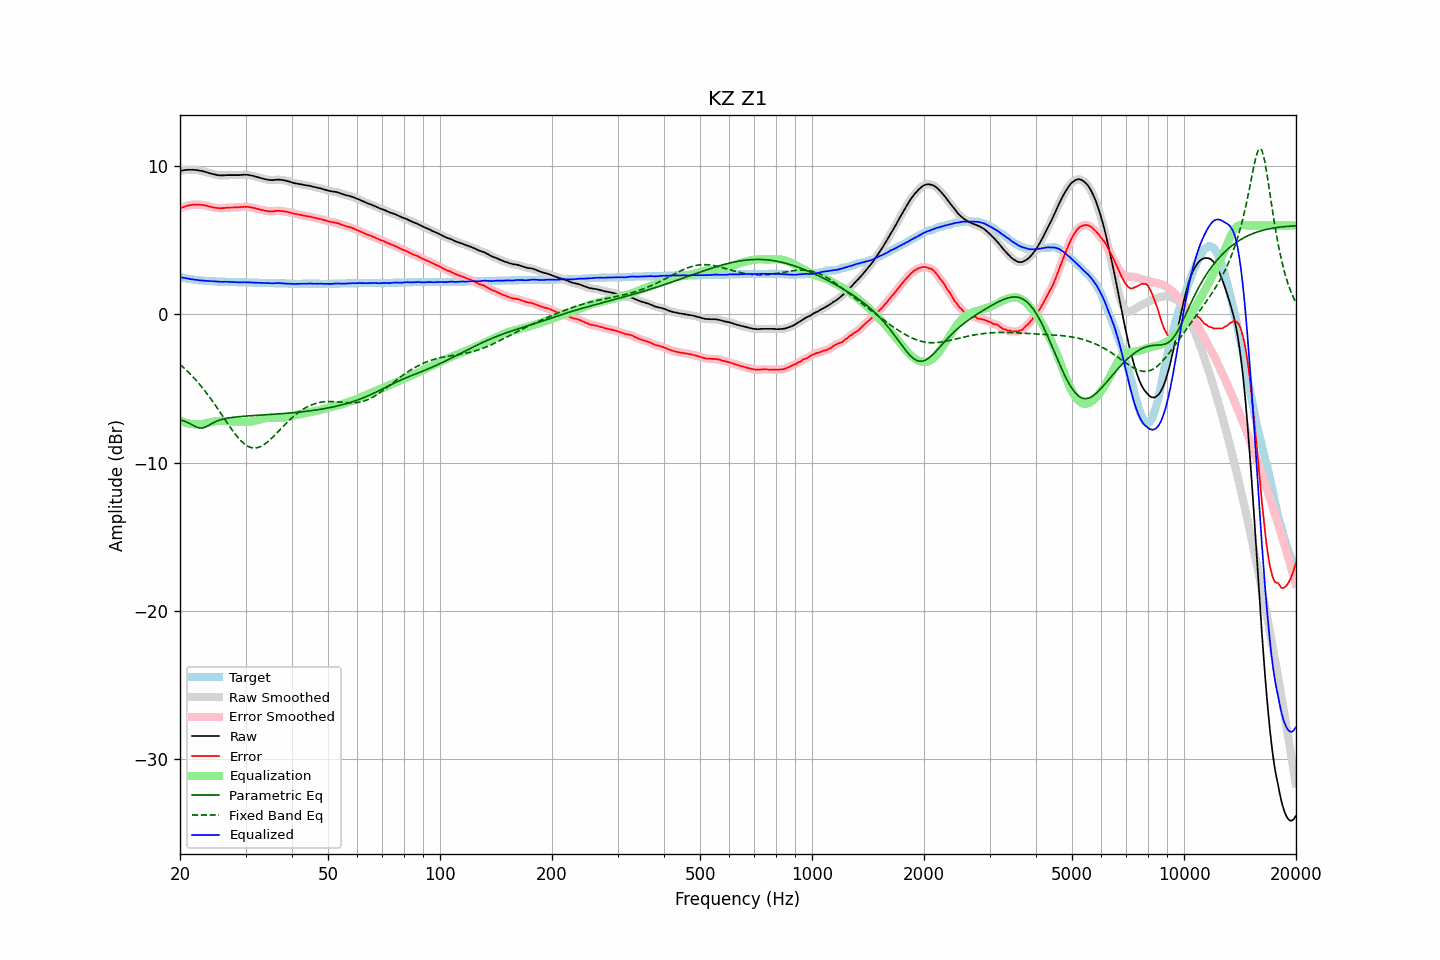 KZ Z1
Amplitude (dBr)
10
0
−10
−20
−30
Target
Raw Smoothed
Error Smoothed
Raw
Error
Equalization
Parametric Eq
Fixed Band Eq
Equalized
20 50 100 200 500 1000 2000 5000 10000 20000
Frequency (Hz)